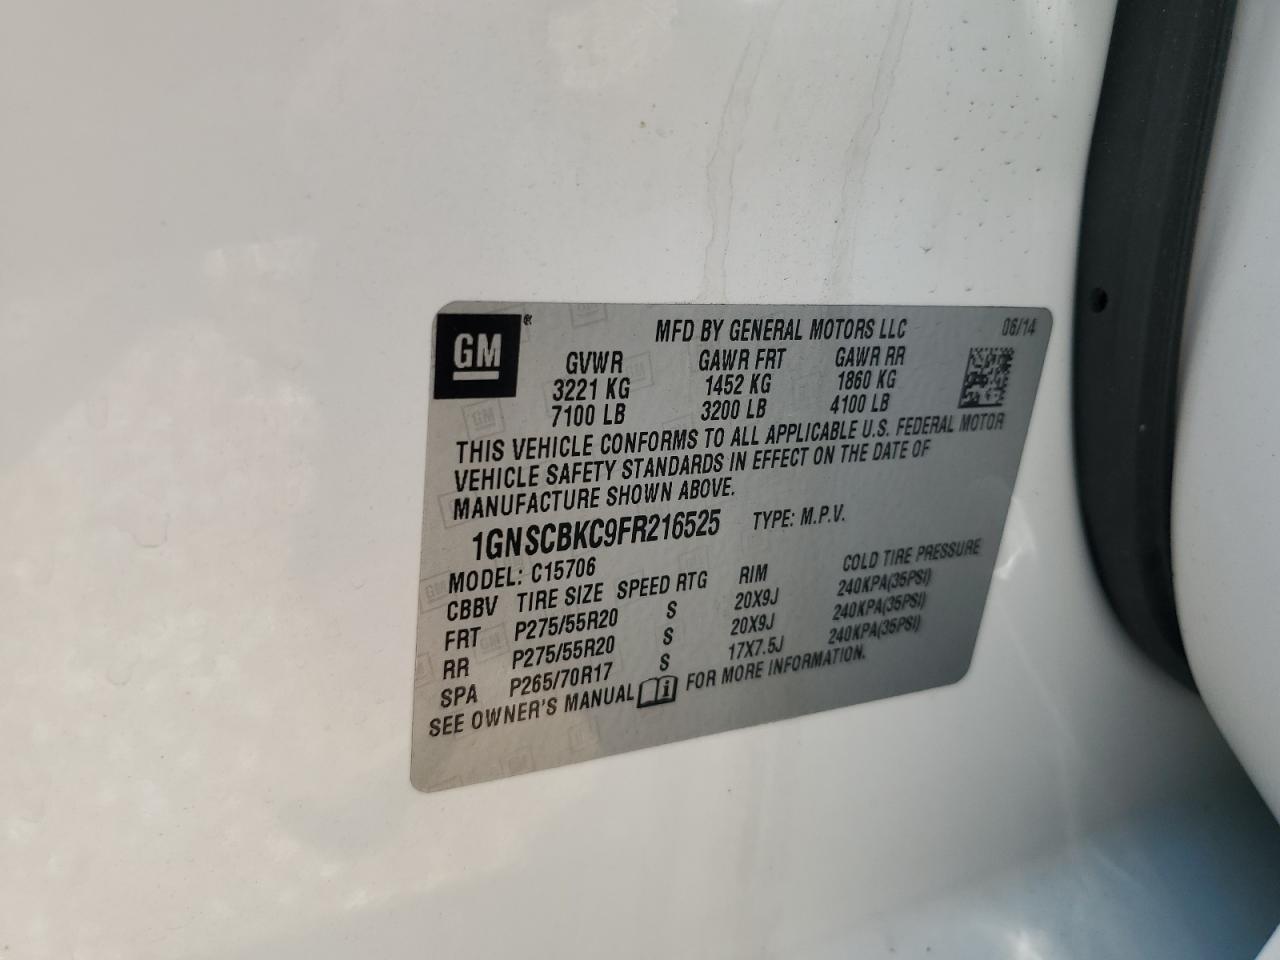 GM ® MFD BY GENERAL MOTORS LLC 06/14
GVWR GAWR FRT GAWR RR
3221 KG 1452 KG 1860 KG
7100 LB 3200 LB 4100 LB
THIS VEHICLE CONFORMS TO ALL APPLICABLE U.S. FEDERAL MOTOR
VEHICLE SAFETY STANDARDS IN EFFECT ON THE DATE OF
MANUFACTURE SHOWN ABOVE.
1GNSCBKC9FR216525 TYPE: M.P.V.
MODEL: C15706
CBBV TIRE SIZE SPEED RTG RIM COLD TIRE PRESSURE
FRT P275/55R20 S 20X9J 240KPA(35PSI)
RR P275/55R20 S 20X9J 240KPA(35PSI)
SPA P265/70R17 S 17X7.5J 240KPA(35PSI)
SEE OWNER'S MANUAL FOR MORE INFORMATION.